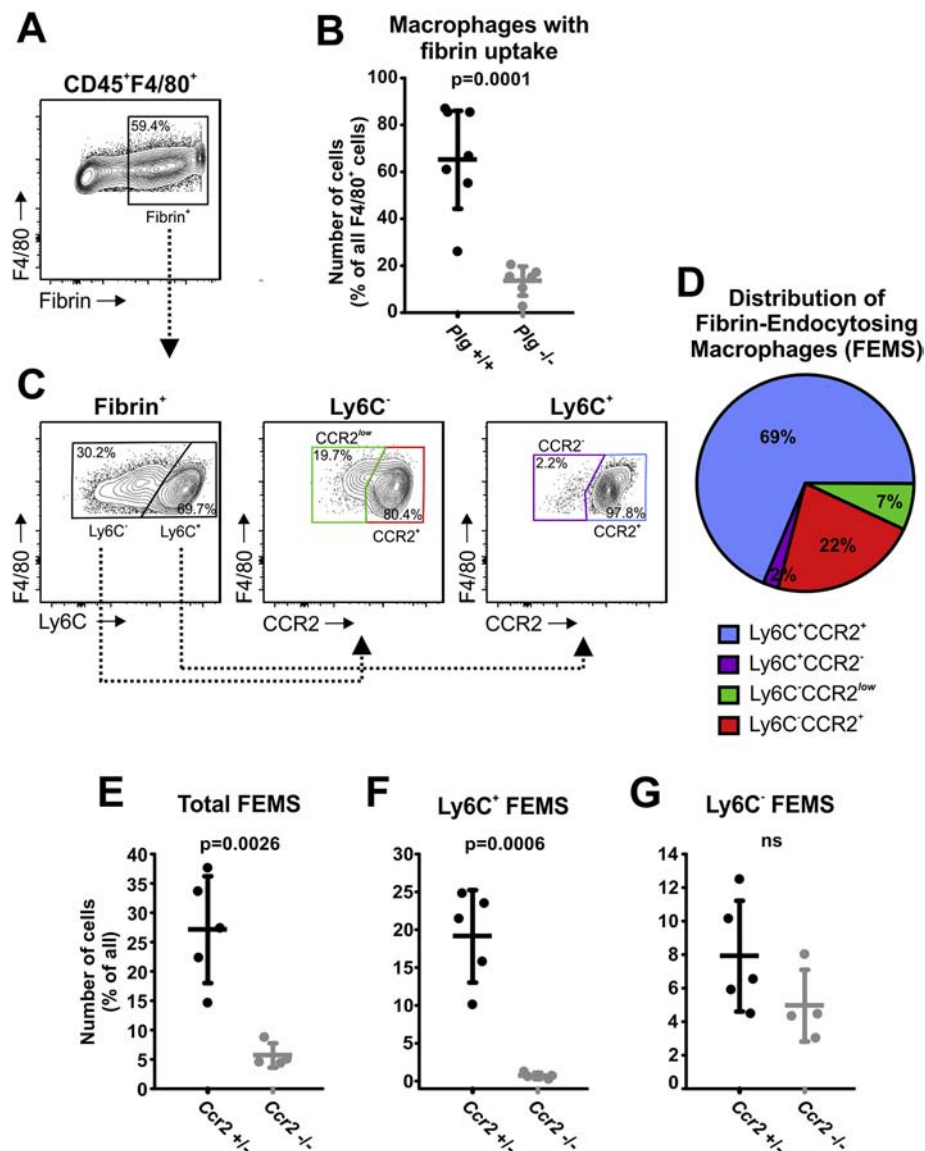 A
CD45⁺F4/80⁺
59.4%
Fibrin⁺
F4/80
Fibrin
B
Macrophages with
fibrin uptake
p=0.0001
100
80
60
40
20
0
Number of cells
(% of all F4/80⁺ cells)
Plg +/+
Plg -/-
C
Fibrin⁺
30.2%
69.7%
Ly6C⁻
Ly6C⁺
F4/80
Ly6C
Ly6C⁻
CCR2ˡᵒʷ
19.7%
80.4%
CCR2⁺
F4/80
CCR2
Ly6C⁺
CCR2⁻
2.2%
97.8%
CCR2⁺
F4/80
CCR2
D
Distribution of
Fibrin-Endocytosing
Macrophages (FEMS)
69%
7%
22%
2%
Ly6C⁺CCR2⁺
Ly6C⁺CCR2⁻
Ly6C⁻CCR2ˡᵒʷ
Ly6C⁻CCR2⁺
E
Total FEMS
p=0.0026
40
35
30
25
20
15
10
5
0
Number of cells
(% of all)
Ccr2 +/-
Ccr2 -/-
F
Ly6C⁺ FEMS
p=0.0006
30
25
20
15
10
5
0
Ccr2 +/-
Ccr2 -/-
G
Ly6C⁻ FEMS
ns
14
12
10
8
6
4
2
0
Ccr2 +/-
Ccr2 -/-